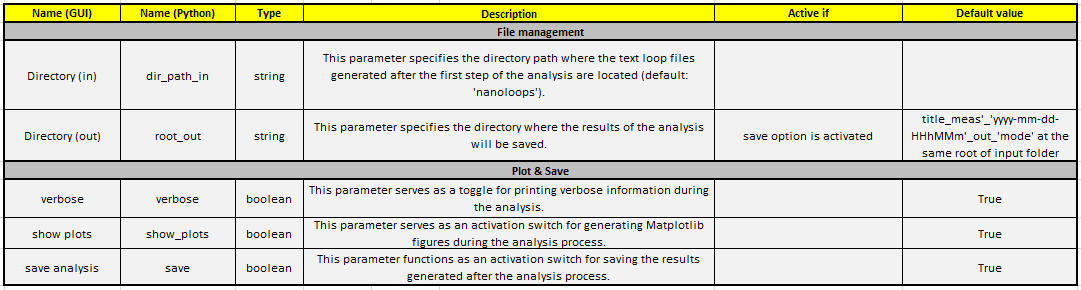 Name (GUI) Name (Python) Type Description Active if Default value
File management
Directory (in) dir_path_in string This parameter specifies the directory path where the text loop files
generated after the first step of the analysis are located (default:
'nanoloops').
Directory (out) root_out string This parameter specifies the directory where the results of the analysis
will be saved. save option is activated title_meas'_'yyyy-mm-dd-
HHhMMm'_out_'mode' at the
same root of input folder
Plot & Save
verbose verbose boolean This parameter serves as a toggle for printing verbose information during
the analysis. True
show plots show_plots boolean This parameter serves as an activation switch for generating Matplotlib
figures during the analysis process. True
save analysis save boolean This parameter functions as an activation switch for saving the results
generated after the analysis process. True